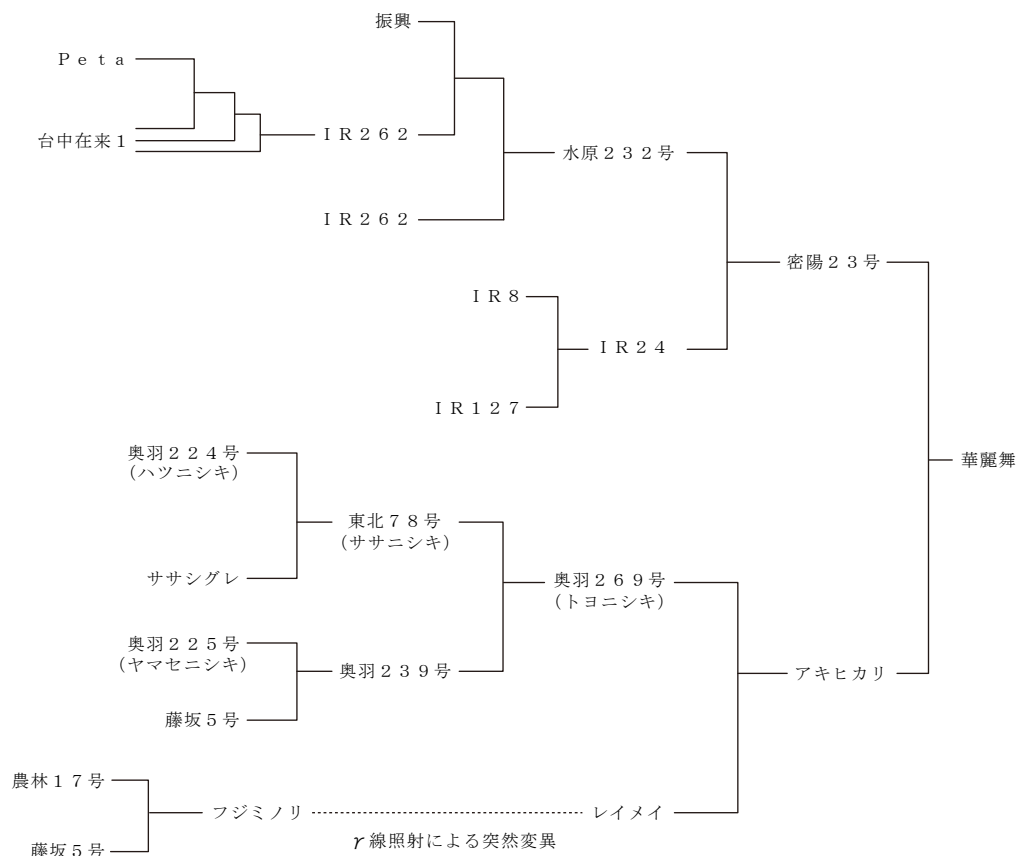 振興
Ｐｅｔａ
台中在来１
ＩＲ２６２
水原２３２号
ＩＲ２６２
密陽２３号
ＩＲ８
ＩＲ２４
ＩＲ１２７
奥羽２２４号
（ハツニシキ）
華麗舞
東北７８号
（ササニシキ）
ササシグレ
奥羽２６９号
（トヨニシキ）
奥羽２２５号
（ヤマセニシキ）
奥羽２３９号
アキヒカリ
藤坂５号
農林１７号
フジミノリ
レイメイ
γ線照射による突然変異
藤坂５号